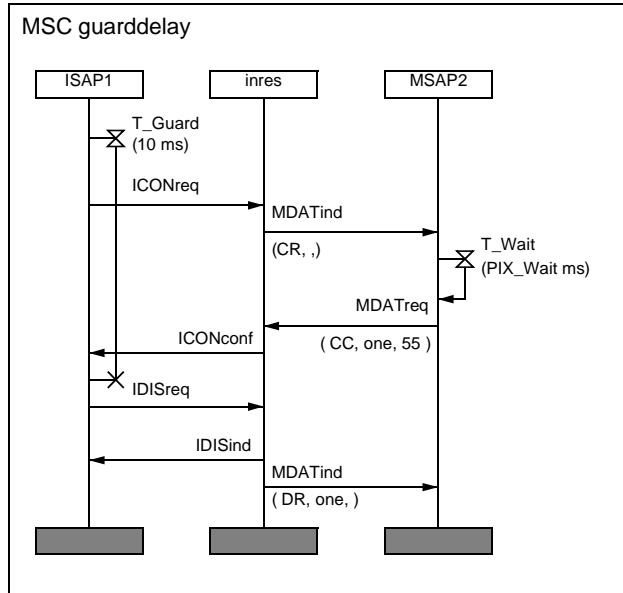 MSC guarddelay
ISAP1
inres
MSAP2
T_Guard
(10 ms)
ICONreq
MDATind
(CR, ,)
T_Wait
(PIX_Wait ms)
MDATreq
( CC, one, 55 )
ICONconf
IDISreq
IDISind
MDATind
( DR, one, )